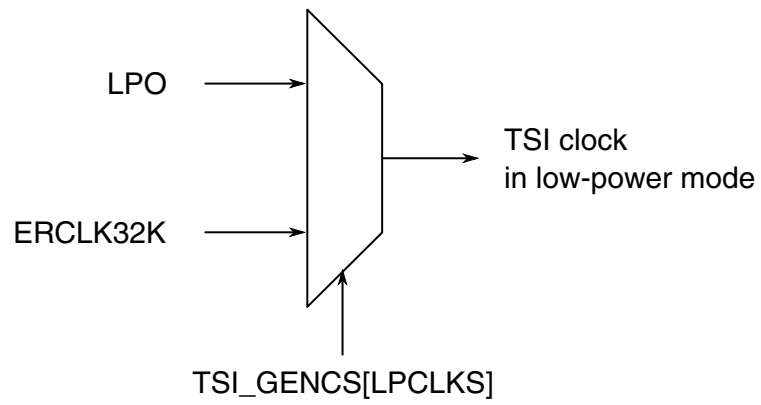 LPO
TSI clock
in low-power mode
ERCLK32K
TSI_GENCS[LPCLKS]